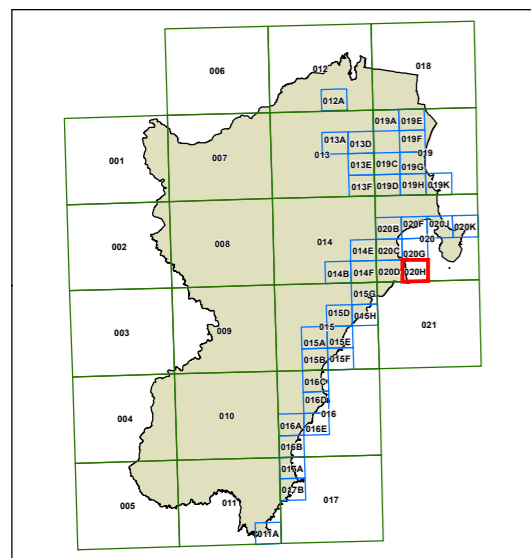 018
012
006
012A
019A 019E
013A 013D 019F
001 007 013 019
013E 019C 019G
013F 019D 019H 019K
020B 020F 020J 020K
002 008 014 020
014E 020C 020G
014B 014F 020D 020H
015G
015D 015H
003 009 015 021
015A 015E
015B 015F
016C
016D
004 010 016
016A 016E
016B
017B
005 011 017
011A